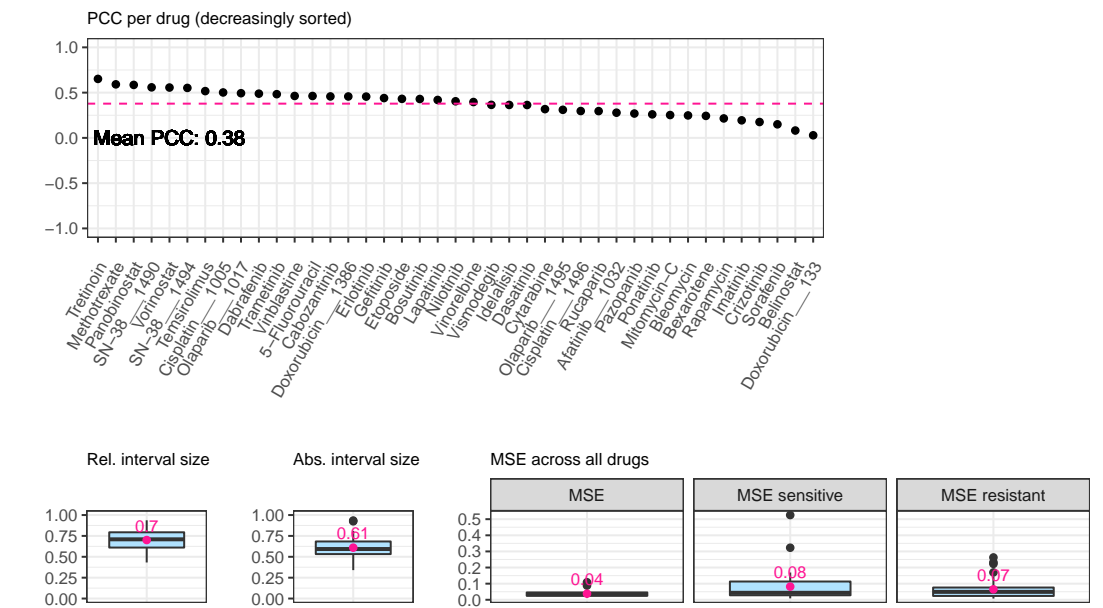 PCC per drug (decreasingly sorted)
1.0
0.5
0.0
−0.5
−1.0
Mean PCC: 0.38
Tretinoin
Methotrexate
Panobinostat
SN−38___1490
Vorinostat
SN−38___1494
Temsirolimus
Cisplatin___1005
Olaparib___1017
Dabrafenib
Trametinib
Vinblastine
5−Fluorouracil
Cabozantinib
Doxorubicin___1386
Erlotinib
Gefitinib
Etoposide
Bosutinib
Lapatinib
Nilotinib
Vinorelbine
Vismodegib
Idelalisib
Dasatinib
Cytarabine
Olaparib___1495
Cisplatin___1496
Rucaparib
Afatinib___1032
Pazopanib
Ponatinib
Mitomycin−C
Bleomycin
Bexarotene
Rapamycin
Imatinib
Crizotinib
Sorafenib
Belinostat
Doxorubicin___133
Rel. interval size
1.00
0.75
0.50
0.25
0.00
0.7
Abs. interval size
1.00
0.75
0.50
0.25
0.00
0.61
MSE across all drugs
MSE
MSE sensitive
MSE resistant
0.5
0.4
0.3
0.2
0.1
0.0
0.04
0.08
0.07